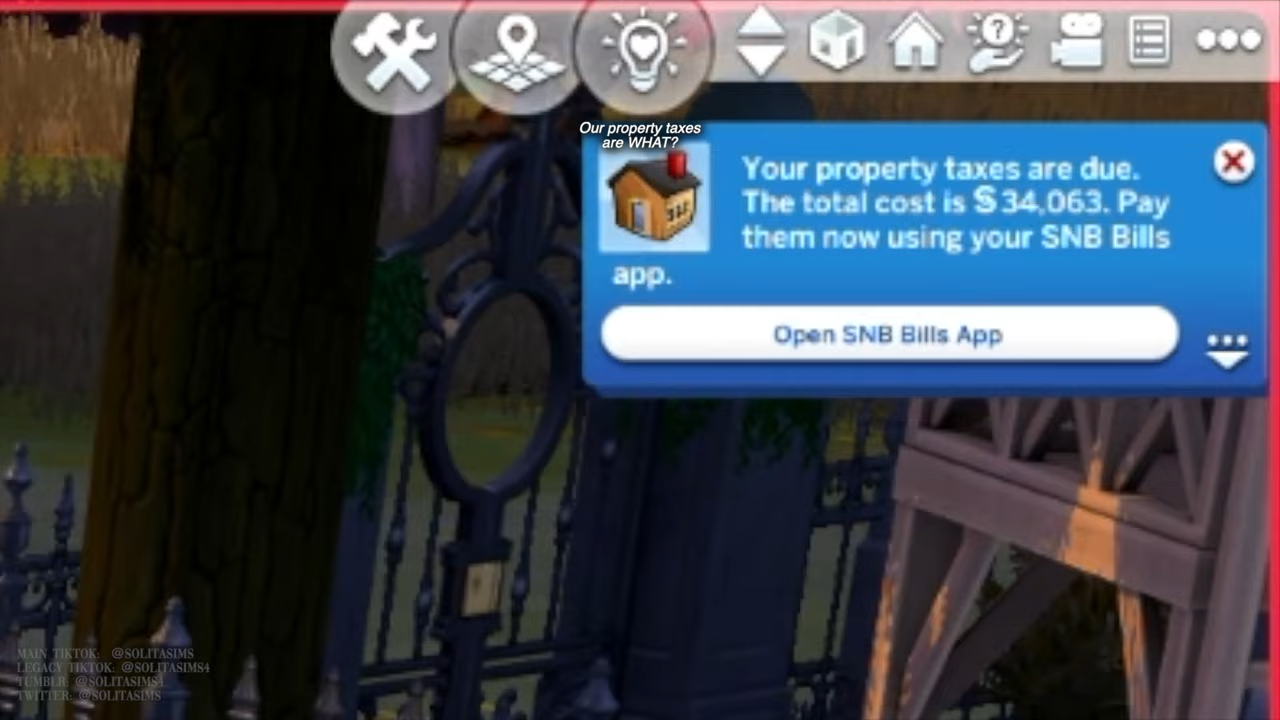 Our property taxes
are WHAT?
Your property taxes are due.
The total cost is §34,063. Pay
them now using your SNB Bills
app.
Open SNB Bills App
MAIN TIKTOK: @SOLITASIMS
LEGACY TIKTOK: @SOLITASIMS4
TUMBLR: @SOLITASIMS4
TWITTER: @SOLITASIMS